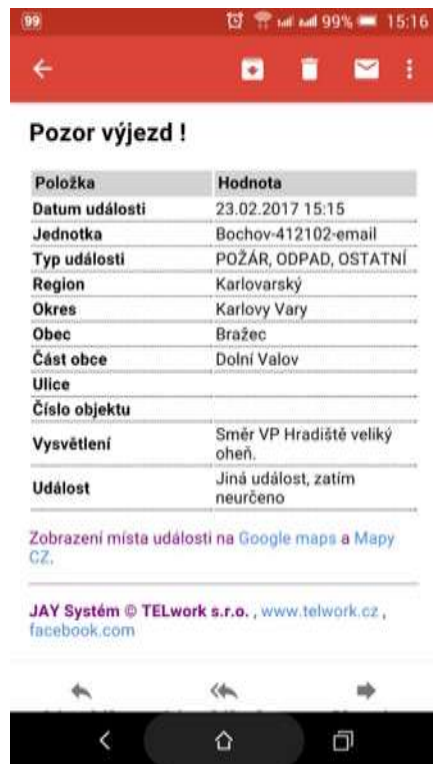 99 99% 15:16
Pozor výjezd !
Položka Hodnota
Datum události 23.02.2017 15:15
Jednotka Bochov-412102-email
Typ události POŽÁR, ODPAD, OSTATNÍ
Region Karlovarský
Okres Karlovy Vary
Obec Bražec
Část obce Dolní Valov
Ulice
Číslo objektu
Vysvětlení Směr VP Hradiště veliký
oheň.
Událost Jiná událost, zatím
neurčeno
Zobrazení místa události na Google maps a Mapy
CZ.
JAY Systém © TELwork s.r.o. , www.telwork.cz ,
facebook.com